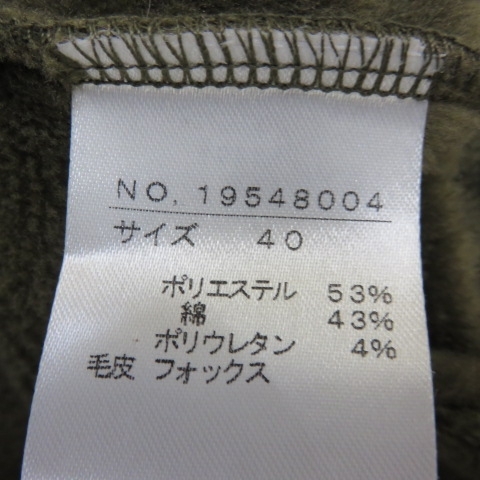 NO. 19548004
サイズ 40
ポリエステル 53%
綿 43%
ポリウレタン 4%
毛皮 フォックス